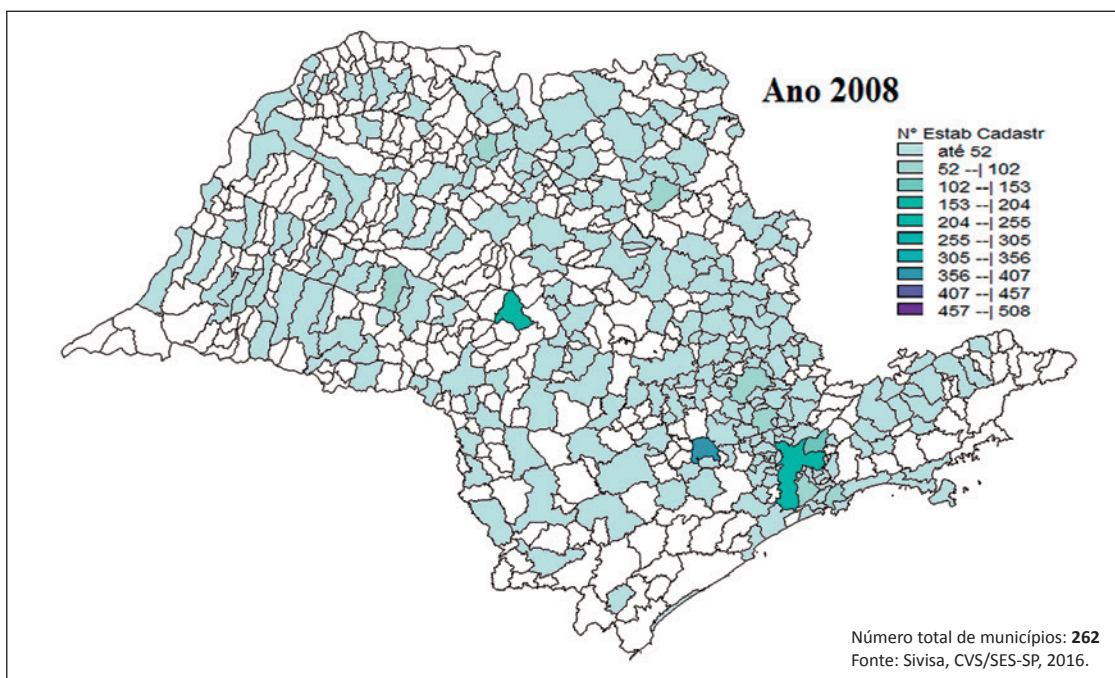 Ano 2008
N° Estab Cadastr
até 52
52 --| 102
102 --| 153
153 --| 204
204 --| 255
255 --| 305
305 --| 356
356 --| 407
407 --| 457
457 --| 508
Número total de municípios: 262
Fonte: Sivisa, CVS/SES-SP, 2016.